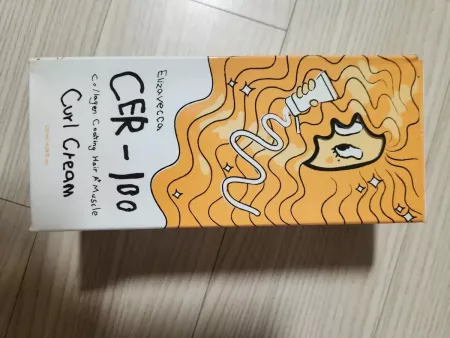 Elizavecca
CER-100
Collagen Coating Hair A+ Muscle
Curl Cream